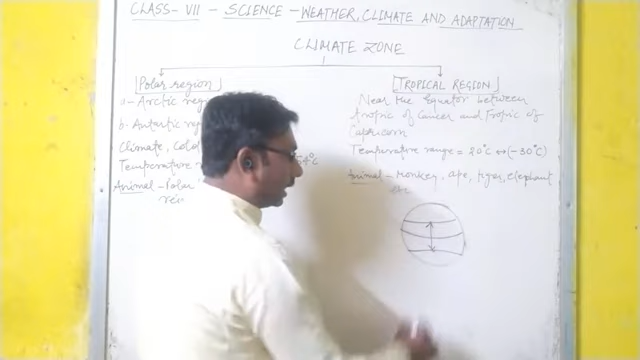 CLASS- VII - SCIENCE - WEATHER, CLIMATE AND ADAPTATION
CLIMATE ZONE
Polar region
a- Arctic
b- Antartic
Climate, Cold
Temperature
Animal - Polar
TROPICAL REGION
Near the Equator between
Tropic of Cancer and Tropic of
Capricorn
Temperature range = 20°C (-30°C)
Animal - Monkey, ape, tiger, elephant